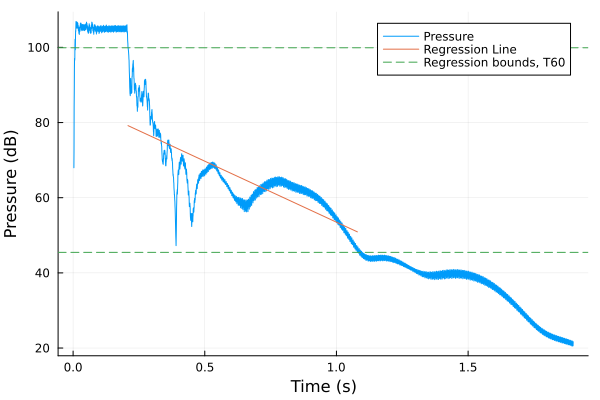 Pressure
Regression Line
Regression bounds, T60
Pressure (dB)
100
80
60
40
20
0.0 0.5 1.0 1.5
Time (s)